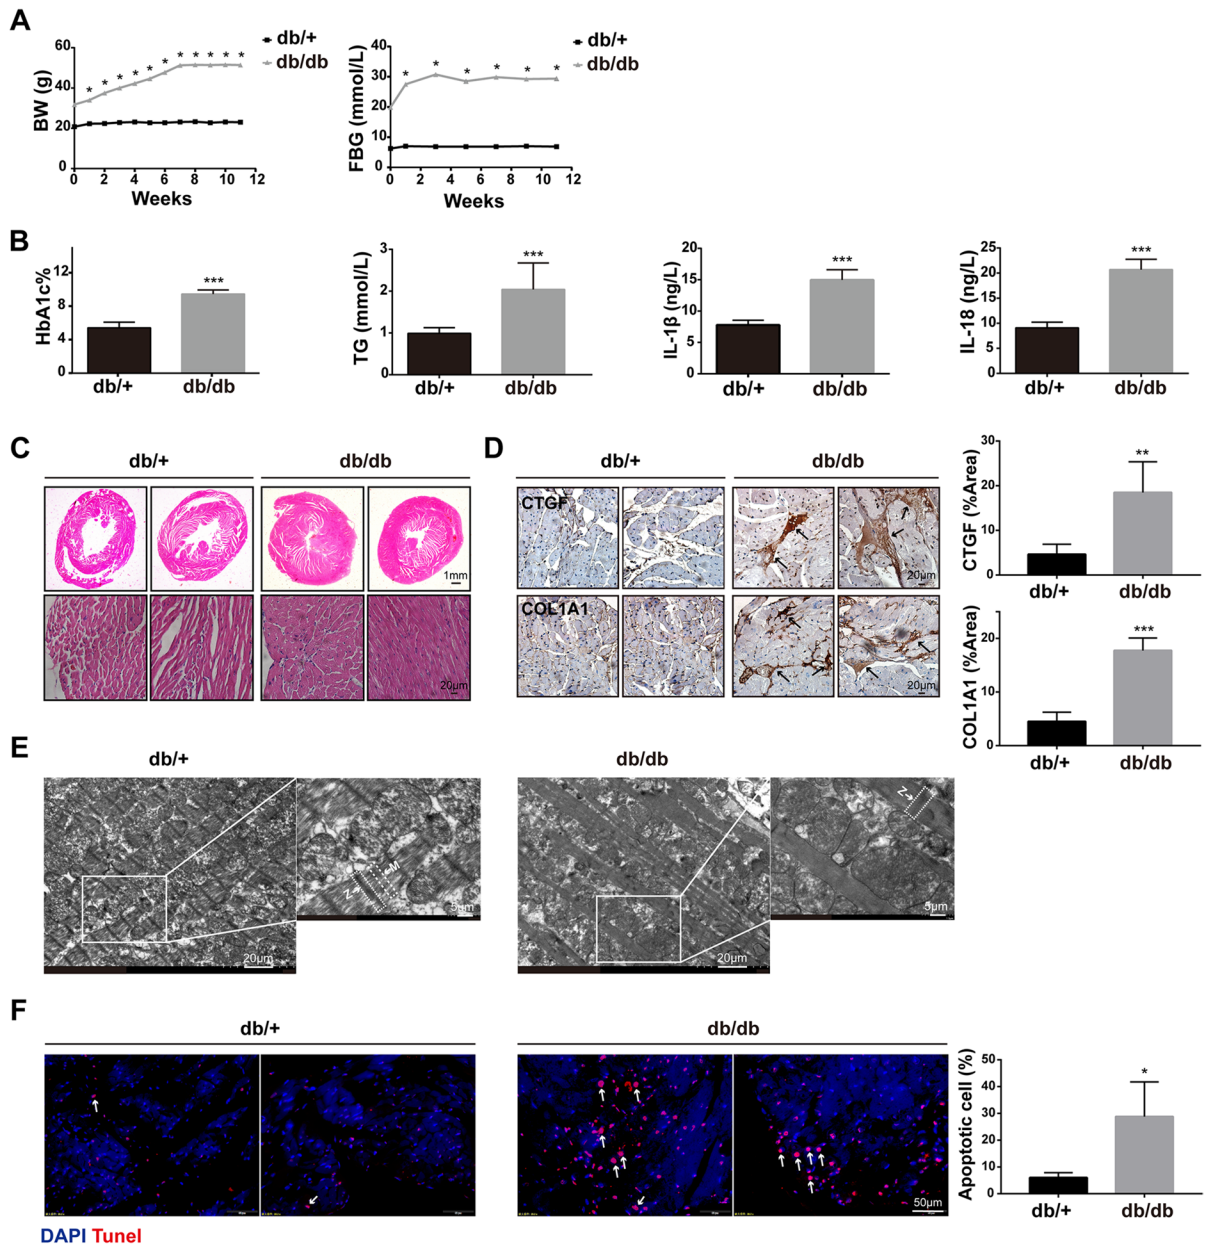 A
db/+
db/db
BW (g)
60
40
20
0
* * * * * * * * * * *
0 2 4 6 8 10 12
Weeks
db/+
db/db
FBG (mmol/L)
40
30
20
10
0
* * * * * *
0 2 4 6 8 10 12
Weeks
B
HbA1c%
12
8
4
0
***
db/+ db/db
TG (mmol/L)
3
2
1
0
***
db/+ db/db
IL-1β (ng/L)
20
15
10
5
0
***
db/+ db/db
IL-18 (ng/L)
25
20
15
10
5
0
***
db/+ db/db
C
db/+ db/db
1mm
20μm
D
db/+ db/db
CTGF
20μm
COL1A1
20μm
CTGF (%Area)
30
20
10
0
**
db/+ db/db
COL1A1 (%Area)
20
10
0
***
db/+ db/db
E
db/+
Z
M
20μm
5μm
db/db
Z
20μm
5μm
F
db/+ db/db
50μm
DAPI Tunel
Apoptotic cell (%)
50
40
30
20
10
0
*
db/+ db/db